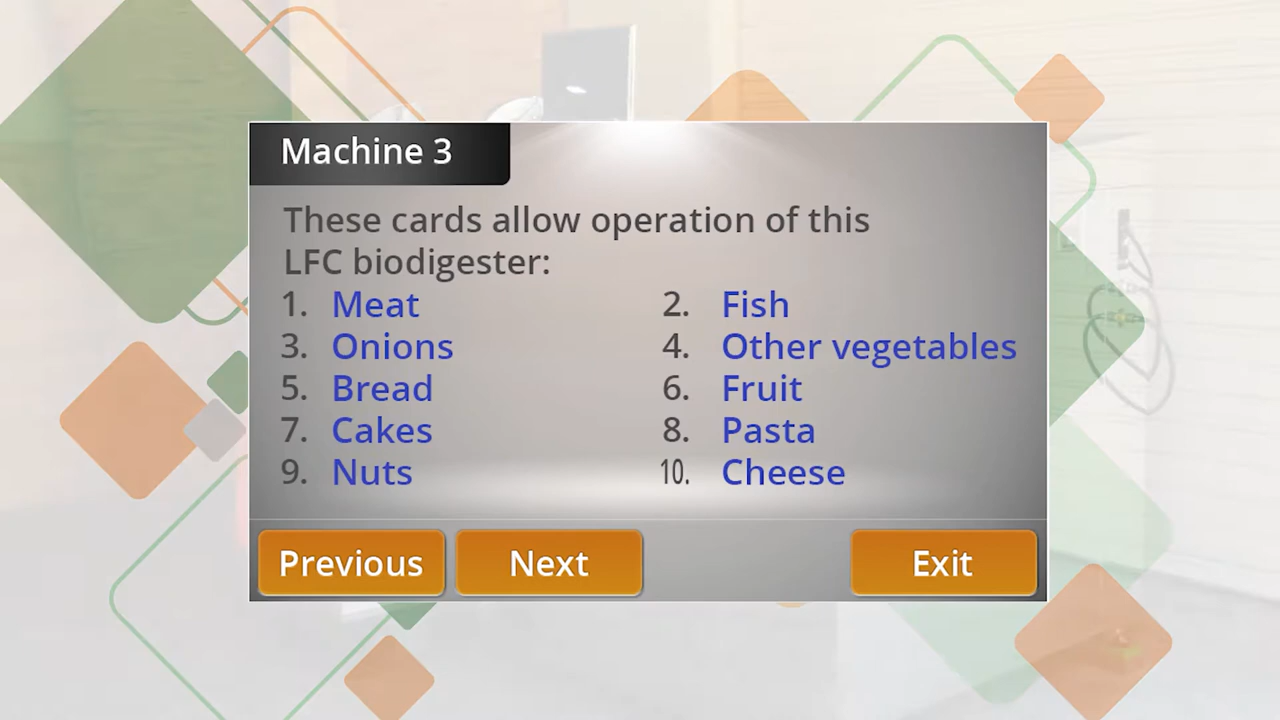 Machine 3
These cards allow operation of this
LFC biodigester:
1. Meat 2. Fish
3. Onions 4. Other vegetables
5. Bread 6. Fruit
7. Cakes 8. Pasta
9. Nuts 10. Cheese
Previous Next Exit